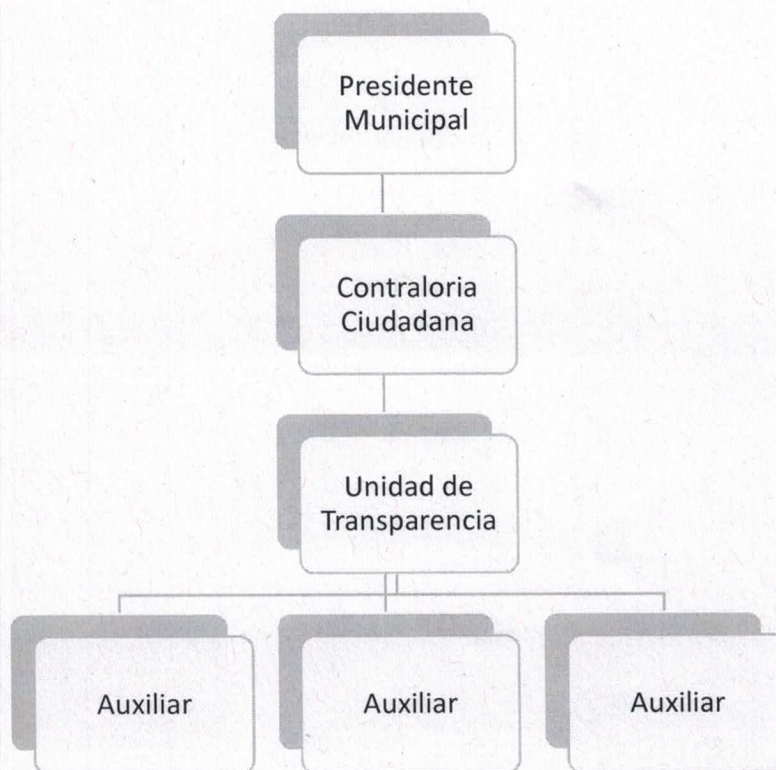 Presidente
Municipal
Contraloria
Ciudadana
Unidad de
Transparencia
Auxiliar
Auxiliar
Auxiliar